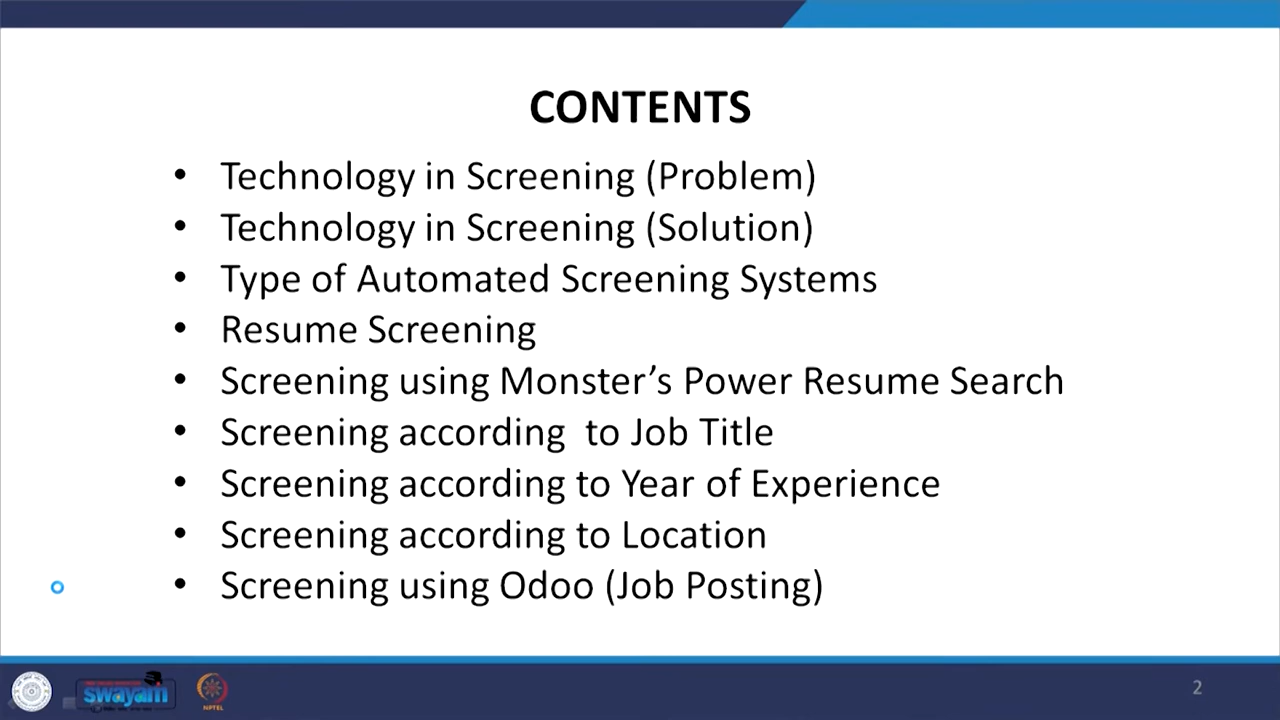 CONTENTS
• Technology in Screening (Problem)
• Technology in Screening (Solution)
• Type of Automated Screening Systems
• Resume Screening
• Screening using Monster’s Power Resume Search
• Screening according  to Job Title
• Screening according to Year of Experience
• Screening according to Location
• Screening using Odoo (Job Posting)
swayam
NPTEL
2